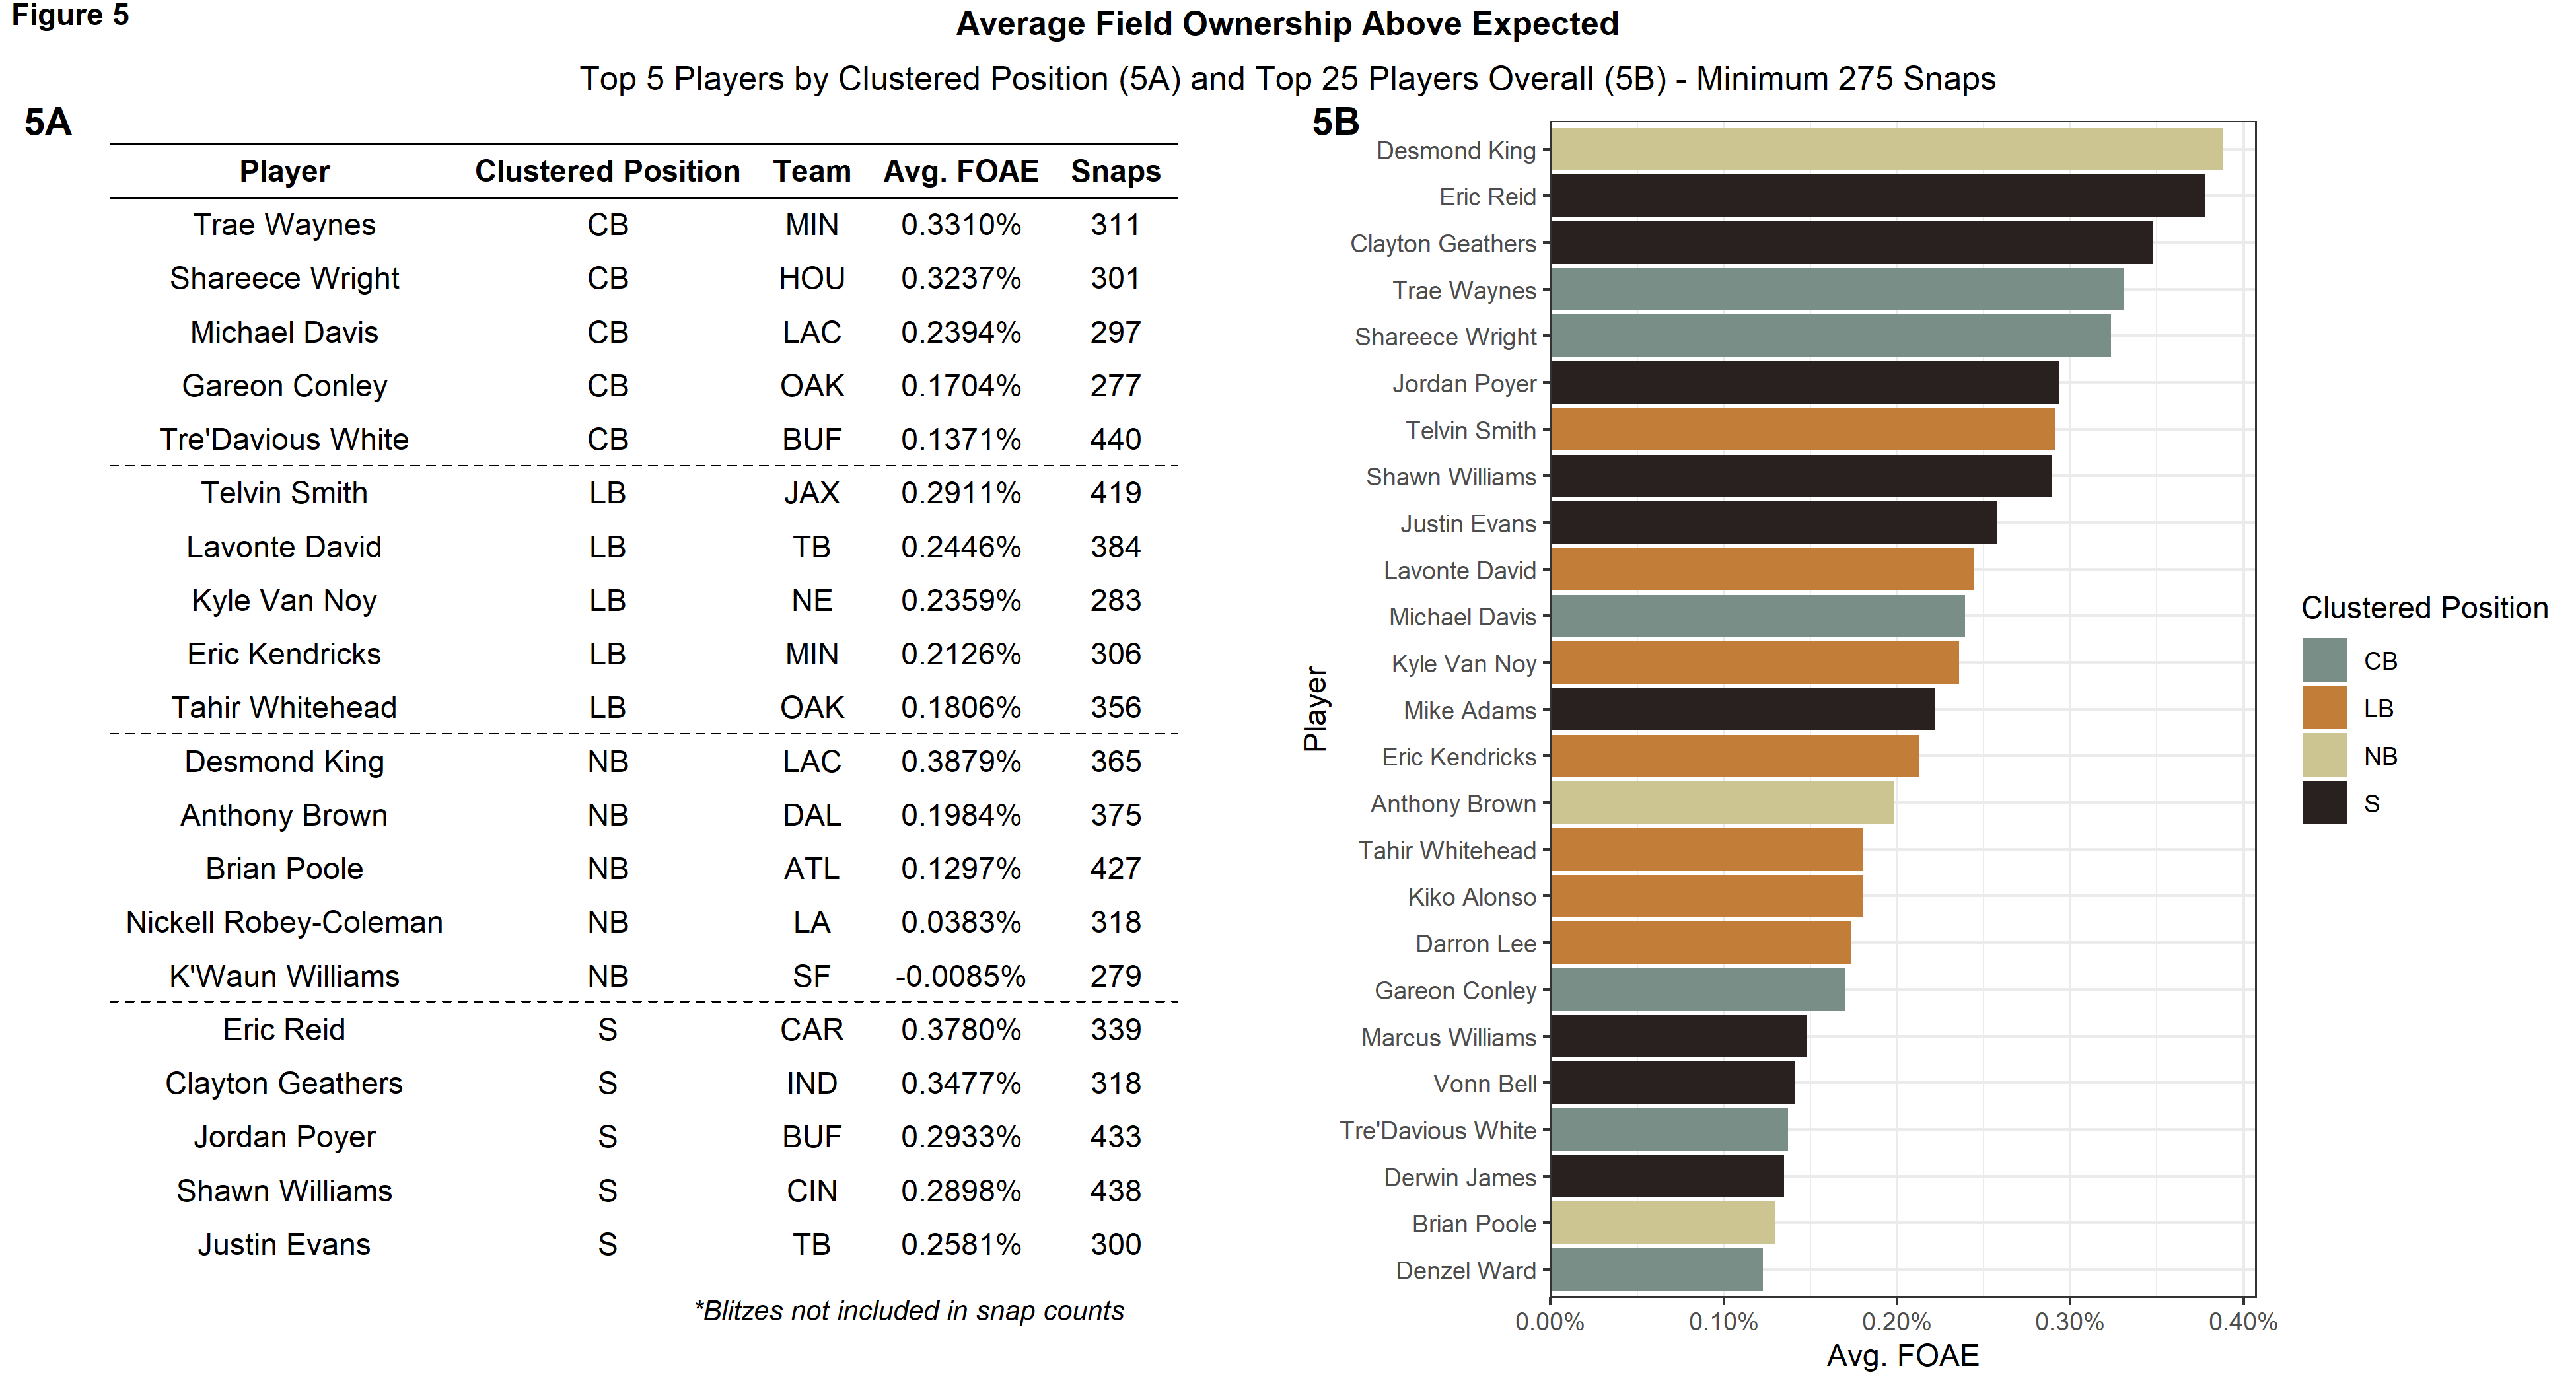 Figure 5
Average Field Ownership Above Expected
Top 5 Players by Clustered Position (5A) and Top 25 Players Overall (5B) - Minimum 275 Snaps
5A
Player Clustered Position Team Avg. FOAE Snaps
Trae Waynes CB MIN 0.3310% 311
Shareece Wright CB HOU 0.3237% 301
Michael Davis CB LAC 0.2394% 297
Gareon Conley CB OAK 0.1704% 277
Tre'Davious White CB BUF 0.1371% 440
Telvin Smith LB JAX 0.2911% 419
Lavonte David LB TB 0.2446% 384
Kyle Van Noy LB NE 0.2359% 283
Eric Kendricks LB MIN 0.2126% 306
Tahir Whitehead LB OAK 0.1806% 356
Desmond King NB LAC 0.3879% 365
Anthony Brown NB DAL 0.1984% 375
Brian Poole NB ATL 0.1297% 427
Nickell Robey-Coleman NB LA 0.0383% 318
K'Waun Williams NB SF -0.0085% 279
Eric Reid S CAR 0.3780% 339
Clayton Geathers S IND 0.3477% 318
Jordan Poyer S BUF 0.2933% 433
Shawn Williams S CIN 0.2898% 438
Justin Evans S TB 0.2581% 300
*Blitzes not included in snap counts
5B
Player
Desmond King
Eric Reid
Clayton Geathers
Trae Waynes
Shareece Wright
Jordan Poyer
Telvin Smith
Shawn Williams
Justin Evans
Lavonte David
Michael Davis
Kyle Van Noy
Mike Adams
Eric Kendricks
Anthony Brown
Tahir Whitehead
Kiko Alonso
Darron Lee
Gareon Conley
Marcus Williams
Vonn Bell
Tre'Davious White
Derwin James
Brian Poole
Denzel Ward
0.00% 0.10% 0.20% 0.30% 0.40%
Avg. FOAE
Clustered Position
CB
LB
NB
S